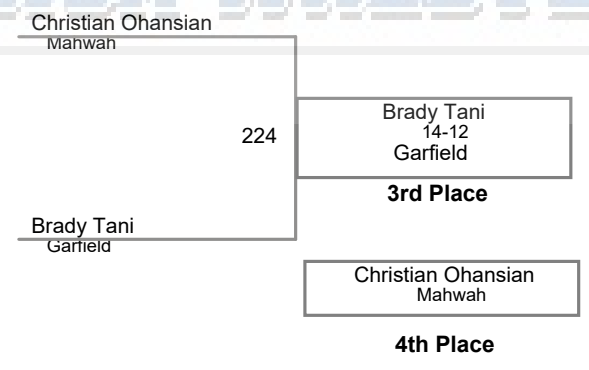 Christian Ohansian
Mahwah
224
Brady Tani
14-12
Garfield
3rd Place
Brady Tani
Garfield
Christian Ohansian
Mahwah
4th Place